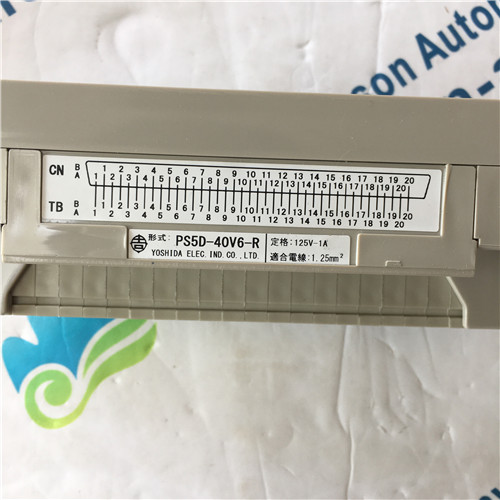 son Autom
CN B 1 2 3 4 5 6 7 8 9 10 11 12 13 14 15 16 17 18 19 20
A 1 2 3 4 5 6 7 8 9 10 11 12 13 14 15 16 17 18 19 20
TB B 1 2 3 4 5 6 7 8 9 10 11 12 13 14 15 16 17 18 19 20
A 1 2 3 4 5 6 7 8 9 10 11 12 13 14 15 16 17 18 19 20
吉 形式: PS5D-40V6-R 定格:125V-1A
YOSHIDA ELEC.IND.CO.,LTD. 適合電線:1.25mm²